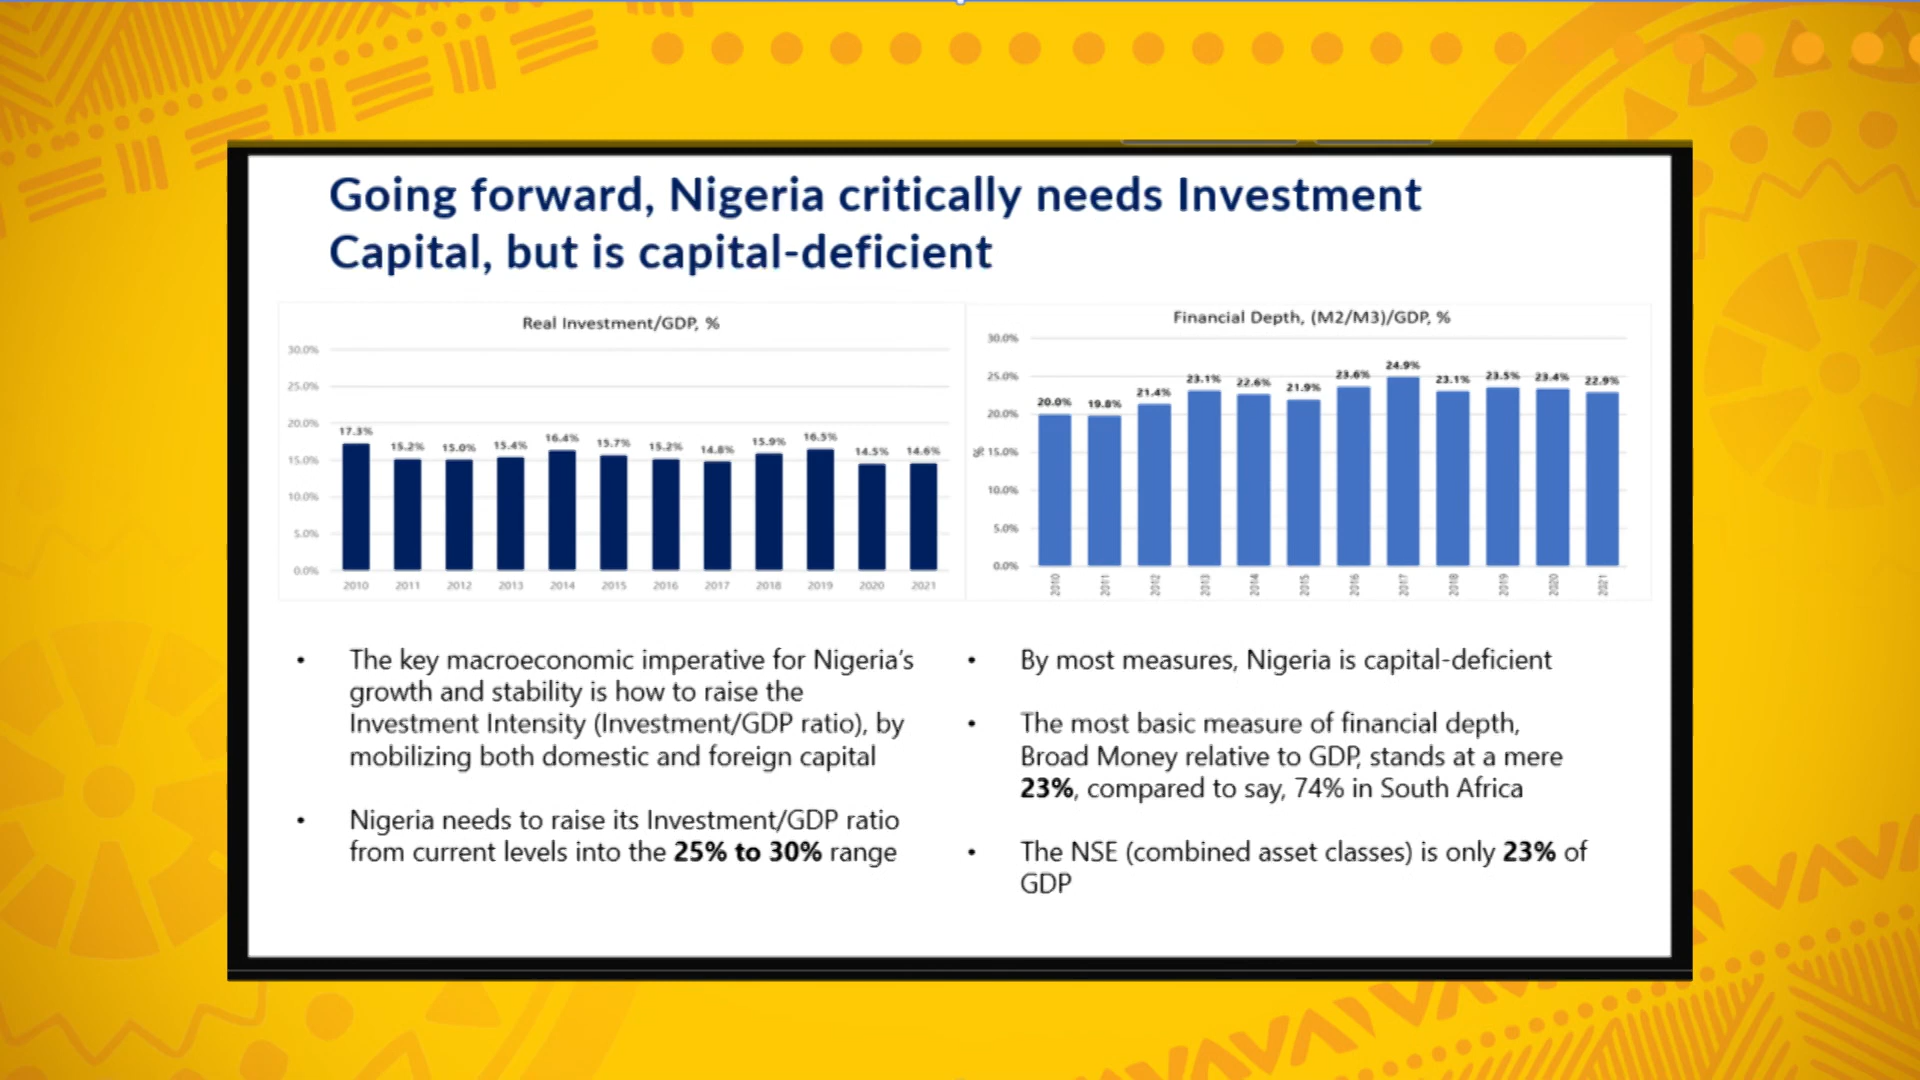 Going forward, Nigeria critically needs Investment
Capital, but is capital-deficient
Real Investment/GDP, %
30.0%
25.0%
20.0%
15.0%
10.0%
5.0%
0.0%
17.3% 15.2% 15.0% 15.4% 16.4% 15.7% 15.2% 14.8% 15.9% 16.5% 14.5% 14.6%
2010 2011 2012 2013 2014 2015 2016 2017 2018 2019 2020 2021
Financial Depth, (M2/M3)/GDP, %
%
30.0%
25.0%
20.0%
15.0%
10.0%
5.0%
0.0%
20.0% 19.8% 21.4% 23.1% 22.6% 21.9% 23.6% 24.9% 23.1% 23.5% 23.4% 22.9%
2010 2011 2012 2013 2014 2015 2016 2017 2018 2019 2020 2021
• The key macroeconomic imperative for Nigeria's
growth and stability is how to raise the
Investment Intensity (Investment/GDP ratio), by
mobilizing both domestic and foreign capital
• Nigeria needs to raise its Investment/GDP ratio
from current levels into the 25% to 30% range
• By most measures, Nigeria is capital-deficient
• The most basic measure of financial depth,
Broad Money relative to GDP, stands at a mere
23%, compared to say, 74% in South Africa
• The NSE (combined asset classes) is only 23% of
GDP